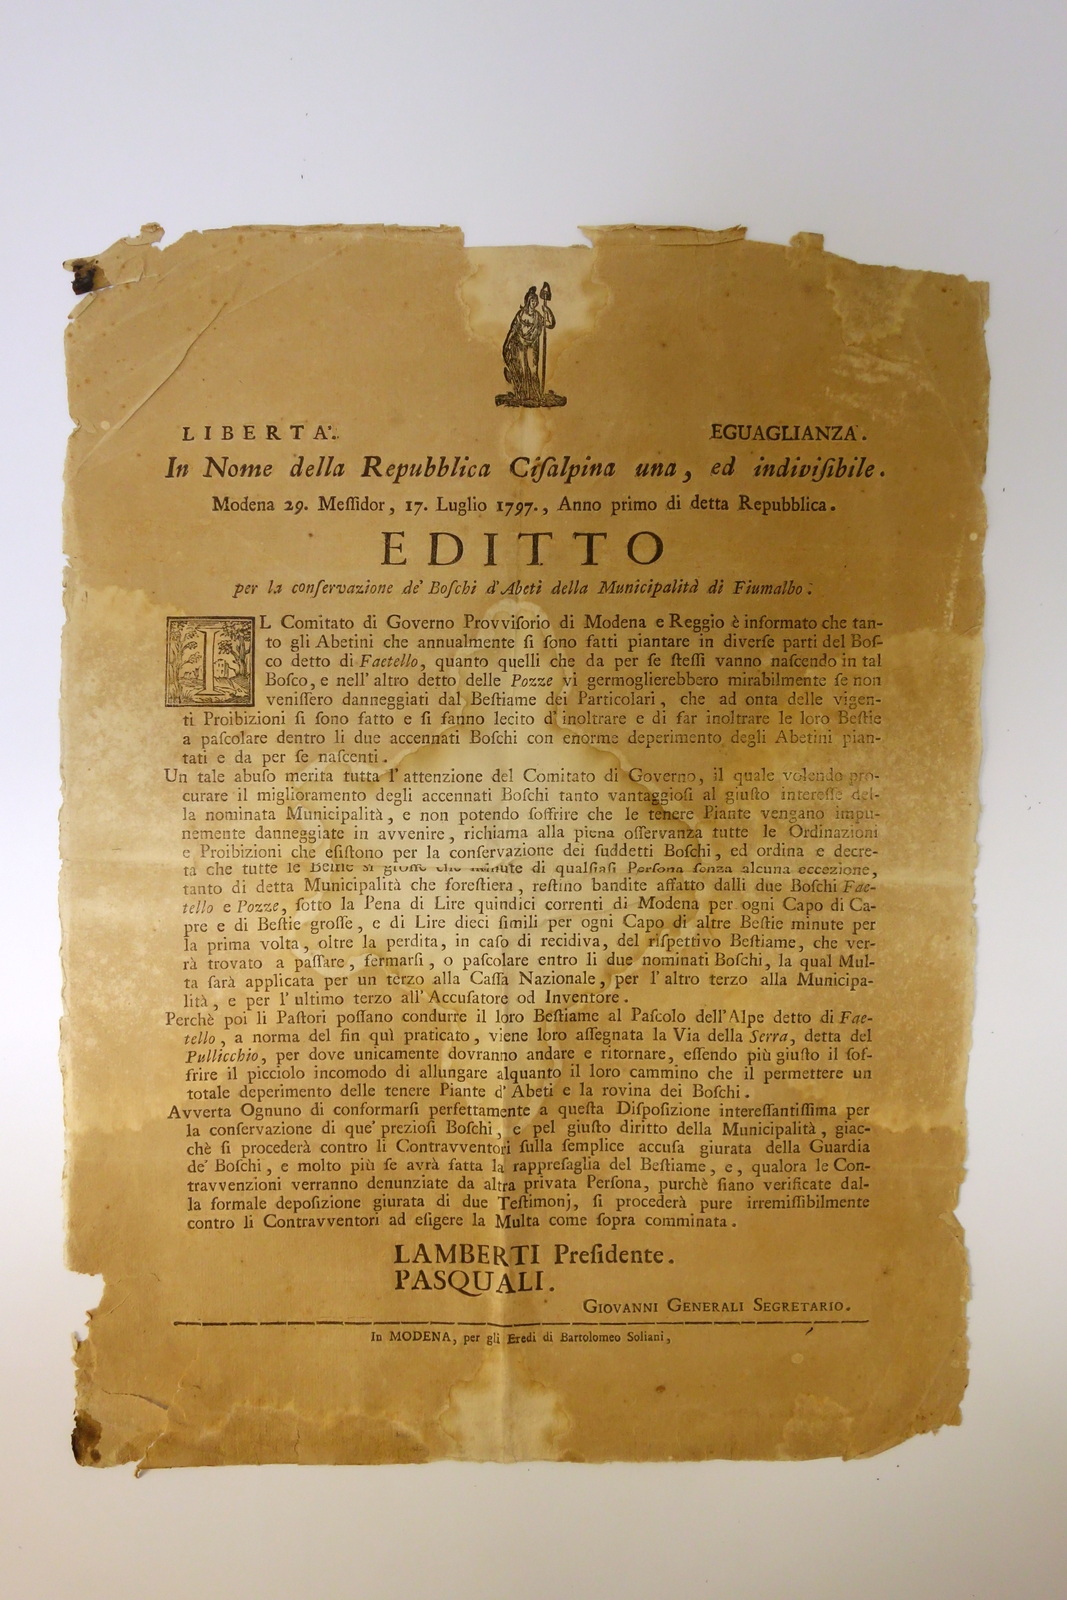 LIBERTA'.
EGUAGLIANZA.
In Nome della Repubblica Ciſalpina una, ed indiviſibile.
Modena 29. Meſſidor, 17. Luglio 1797., Anno primo di detta Repubblica.
EDITTO
per la conſervazione de' Boſchi d'Abeti della Municipalità di Fiumalbo.
IL Comitato di Governo Provviſorio di Modena e Reggio è informato che tan-
to gli Abetini che annualmente ſi ſono fatti piantare in diverſe parti del Boſ-
co detto di Faetello, quanto quelli che da per ſe ſteſſi vanno naſcendo in tal
Boſco, e nell' altro detto delle Pozze vi germoglierebbero mirabilmente ſe non
veniſſero danneggiati dal Beſtiame dei Particolari, che ad onta delle vigen-
ti Proibizioni ſi ſono fatto e ſi fanno lecito d' inoltrare e di far inoltrare le loro Beſtie
a paſcolare dentro li due accennati Boſchi con enorme deperimento degli Abetini pian-
tati e da per ſe naſcenti.
Un tale abuſo merita tutta l' attenzione del Comitato di Governo, il quale volendo pro-
curare il miglioramento degli accennati Boſchi tanto vantaggioſi al giuſto intereſſe del-
la nominata Municipalità, e non potendo ſoffrire che le tenere Piante vengano impu-
nemente danneggiate in avvenire, richiama alla piena oſſervanza tutte le Ordinazioni
e Proibizioni che eſiſtono per la conſervazione dei ſuddetti Boſchi, ed ordina e decre-
ta che tutte le Beſtie sì groſſe che minute di qualſiaſi Perſona ſenza alcuna eccezione,
tanto di detta Municipalità che foreſtiera, reſtino bandite affatto dalli due Boſchi Fae-
tello e Pozze, ſotto la Pena di Lire quindici correnti di Modena per ogni Capo di Ca-
pre e di Beſtie groſſe, e di Lire dieci ſimili per ogni Capo di altre Beſtie minute per
la prima volta, oltre la perdita, in caſo di recidiva, del riſpettivo Beſtiame, che ver-
rà trovato a paſſare, fermarſi, o paſcolare entro li due nominati Boſchi, la qual Mul-
ta ſarà applicata per un terzo alla Caſſa Nazionale, per l' altro terzo alla Municipa-
lità, e per l' ultimo terzo all' Accuſatore od Inventore.
Perchè poi li Paſtori poſſano condurre il loro Beſtiame al Paſcolo dell'Alpe detto di Fae-
tello, a norma del fin quì praticato, viene loro aſſegnata la Via della Serra, detta del
Pullicchio, per dove unicamente dovranno andare e ritornare, eſſendo più giuſto il ſof-
frire il picciolo incomodo di allungare alquanto il loro cammino che il permettere un
totale deperimento delle tenere Piante d' Abeti e la rovina dei Boſchi.
Avverta Ognuno di conformarſi perfettamente a queſta Diſpoſizione intereſſantiſſima per
la conſervazione di que' prezioſi Boſchi, e pel giuſto diritto della Municipalità, giac-
chè ſi procederà contro li Contravventori ſulla ſemplice accuſa giurata della Guardia
de' Boſchi, e molto più ſe avrà fatta la rappreſaglia del Beſtiame, e, qualora le Con-
travvenzioni verranno denunziate da altra privata Perſona, purchè ſiano verificate dal-
la formale depoſizione giurata di due Teſtimonj, ſi procederà pure irremiſſibilmente
contro li Contravventori ad eſigere la Multa come ſopra comminata.
LAMBERTI Preſidente.
PASQUALI.
GIOVANNI GENERALI SEGRETARIO.
In MODENA, per gli Eredi di Bartolomeo Soliani,